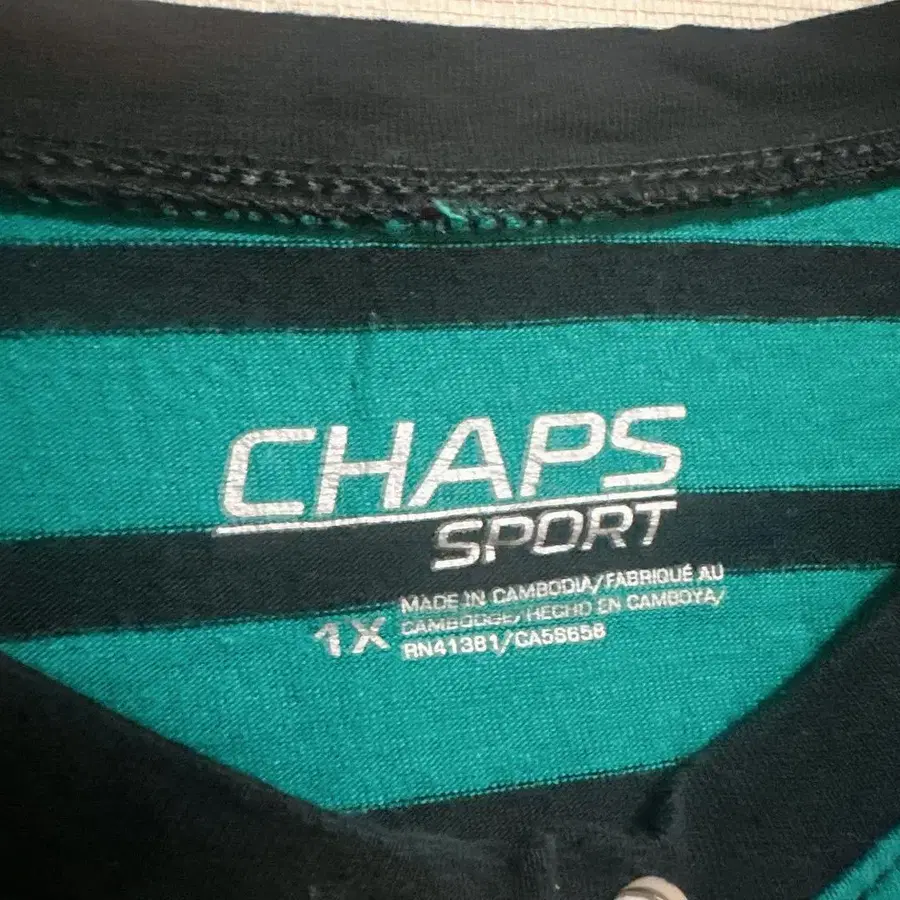 CHAPS
SPORT
1X
MADE IN CAMBODIA/FABRIQUÉ AU
CAMBODGE/HECHO EN CAMBOYA/
RN41381/CA56658